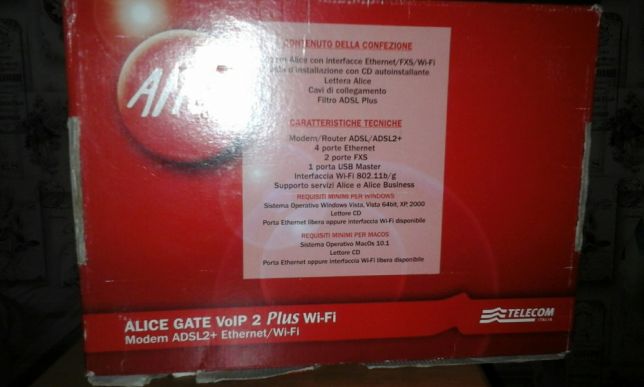 CONTENUTO DELLA CONFEZIONE
Alice con interfacce Ethernet/FXS/Wi-Fi
d'installazione con CD autoinstallante
Lettera Alice
Cavi di collegamento
Filtro ADSL Plus
CARATTERISTICHE TECNICHE
Modem/Router ADSL/ADSL2+
4 porte Ethernet
2 porte FXS
1 porta USB Master
Interfaccia Wi-Fi 802.11b/g
Supporto servizi Alice e Alice Business
REQUISITI MINIMI PER WINDOWS
Sistema Operativo Windows Vista, Vista 64bit, XP, 2000
Lettore CD
Porta Ethernet libera oppure interfaccia Wi-Fi disponibile
REQUISITI MINIMI PER MACOS
Sistema Operativo MacOs 10.1
Lettore CD
Porta Ethernet oppure interfaccia Wi-Fi libera disponibile
ALICE GATE VoIP 2 Plus Wi-Fi
Modem ADSL2+ Ethernet/Wi-Fi
TELECOM
ITALIA